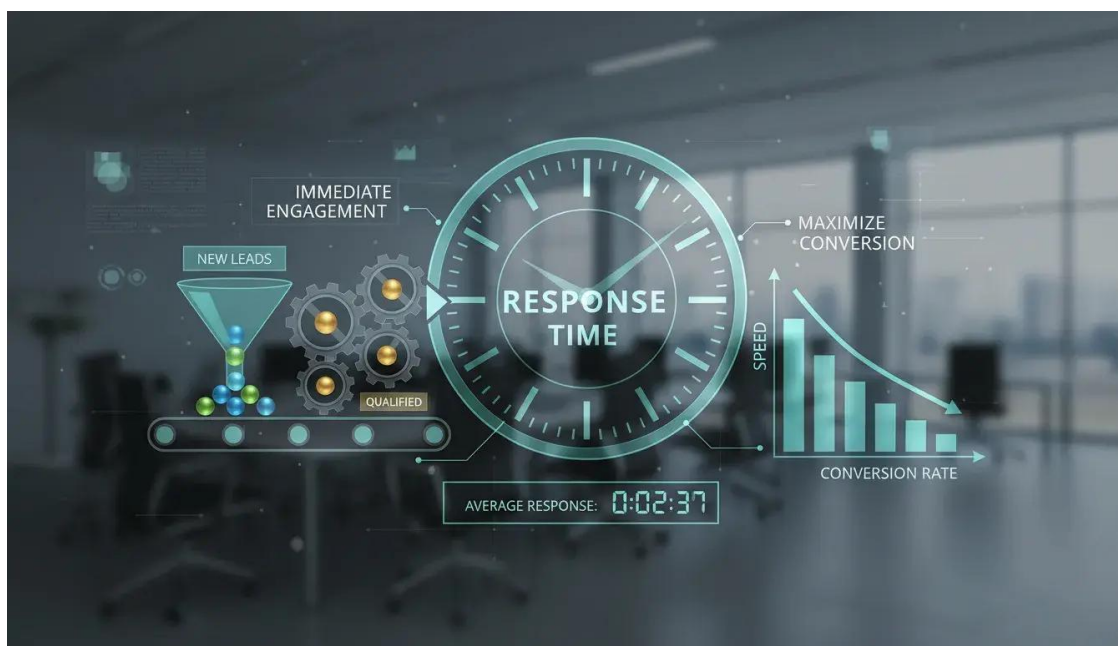 IMMEDIATE
ENGAGEMENT
NEW LEADS
QUALIFIED
RESPONSE
TIME
AVERAGE RESPONSE: 0:02:37
MAXIMIZE
CONVERSION
SPEED
CONVERSION RATE